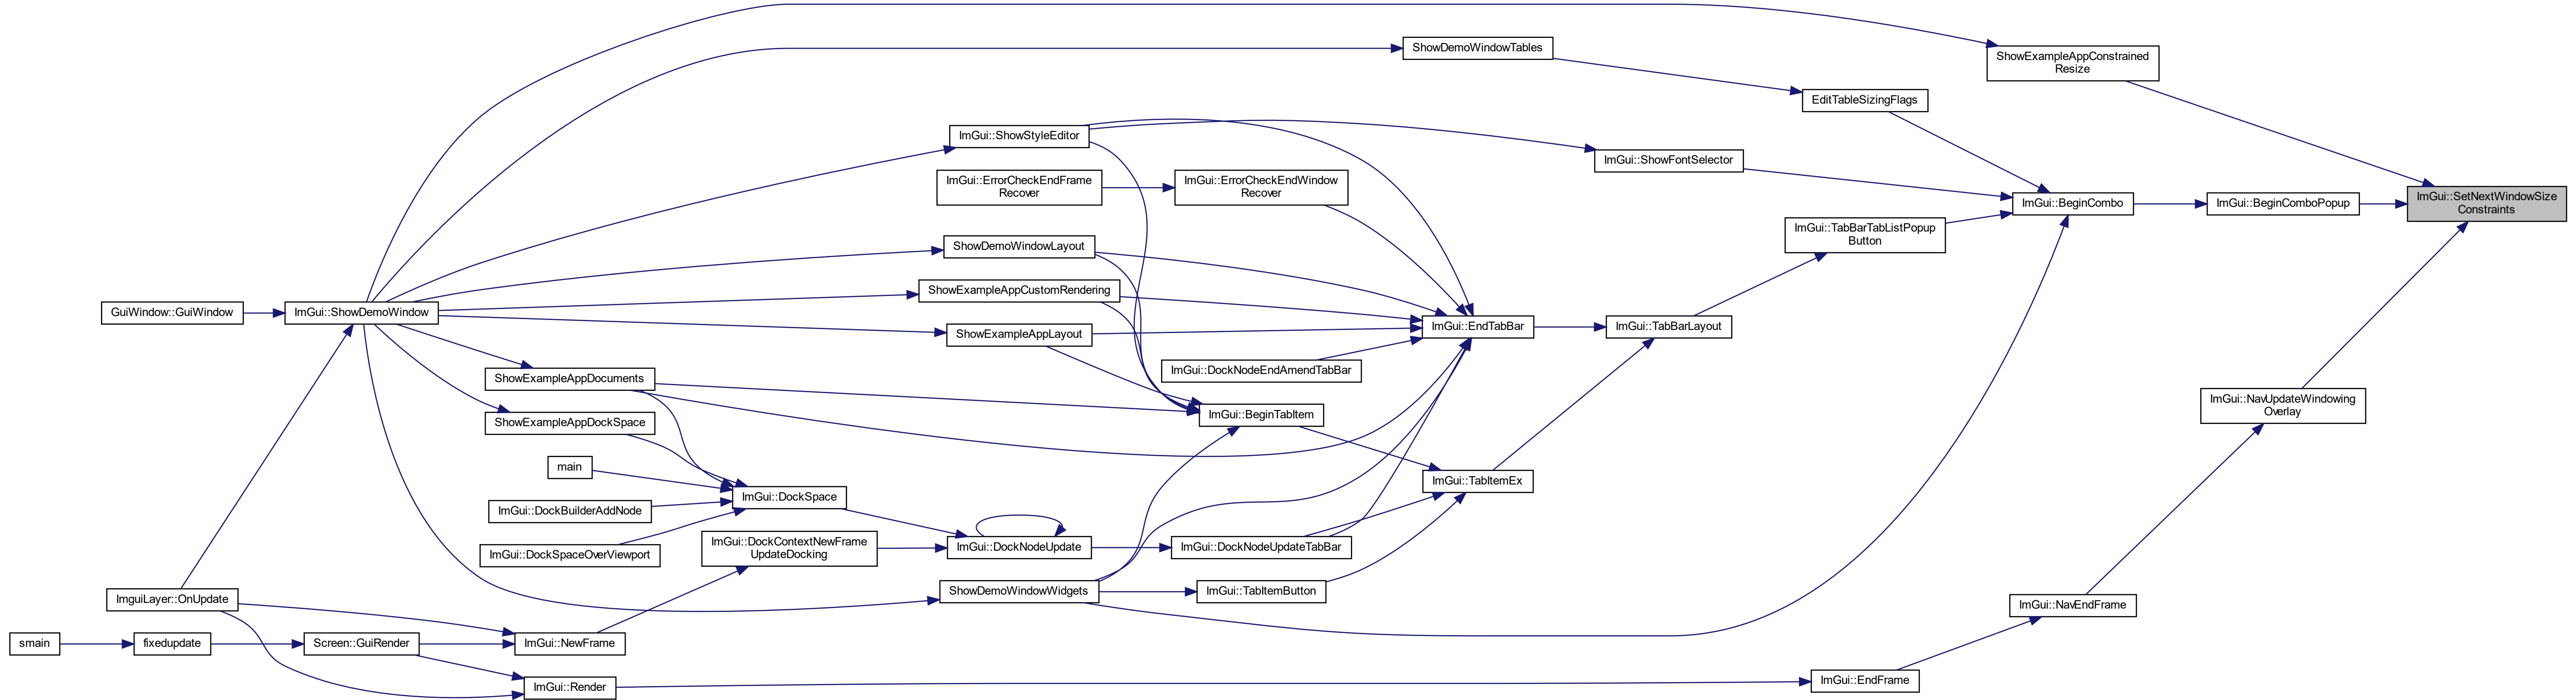 ShowDemoWindowTables
ShowExampleAppConstrained
Resize
EditTableSizingFlags
ImGui::ShowStyleEditor
ImGui::ShowFontSelector
ImGui::ErrorCheckEndFrame
Recover
ImGui::ErrorCheckEndWindow
Recover
ImGui::BeginCombo
ImGui::BeginComboPopup
ImGui::SetNextWindowSize
Constraints
ImGui::TabBarTabListPopup
Button
ShowDemoWindowLayout
ShowExampleAppCustomRendering
GuiWindow::GuiWindow
ImGui::ShowDemoWindow
ShowExampleAppLayout
ImGui::EndTabBar
ImGui::TabBarLayout
ImGui::DockNodeEndAmendTabBar
ShowExampleAppDocuments
ImGui::NavUpdateWindowing
Overlay
ImGui::BeginTabItem
ShowExampleAppDockSpace
main
ImGui::TabItemEx
ImGui::DockSpace
ImGui::DockBuilderAddNode
ImGui::DockSpaceOverViewport
ImGui::DockContextNewFrame
UpdateDocking
ImGui::DockNodeUpdate
ImGui::DockNodeUpdateTabBar
ImguiLayer::OnUpdate
ShowDemoWindowWidgets
ImGui::TabItemButton
ImGui::NavEndFrame
smain
fixedupdate
Screen::GuiRender
ImGui::NewFrame
ImGui::Render
ImGui::EndFrame